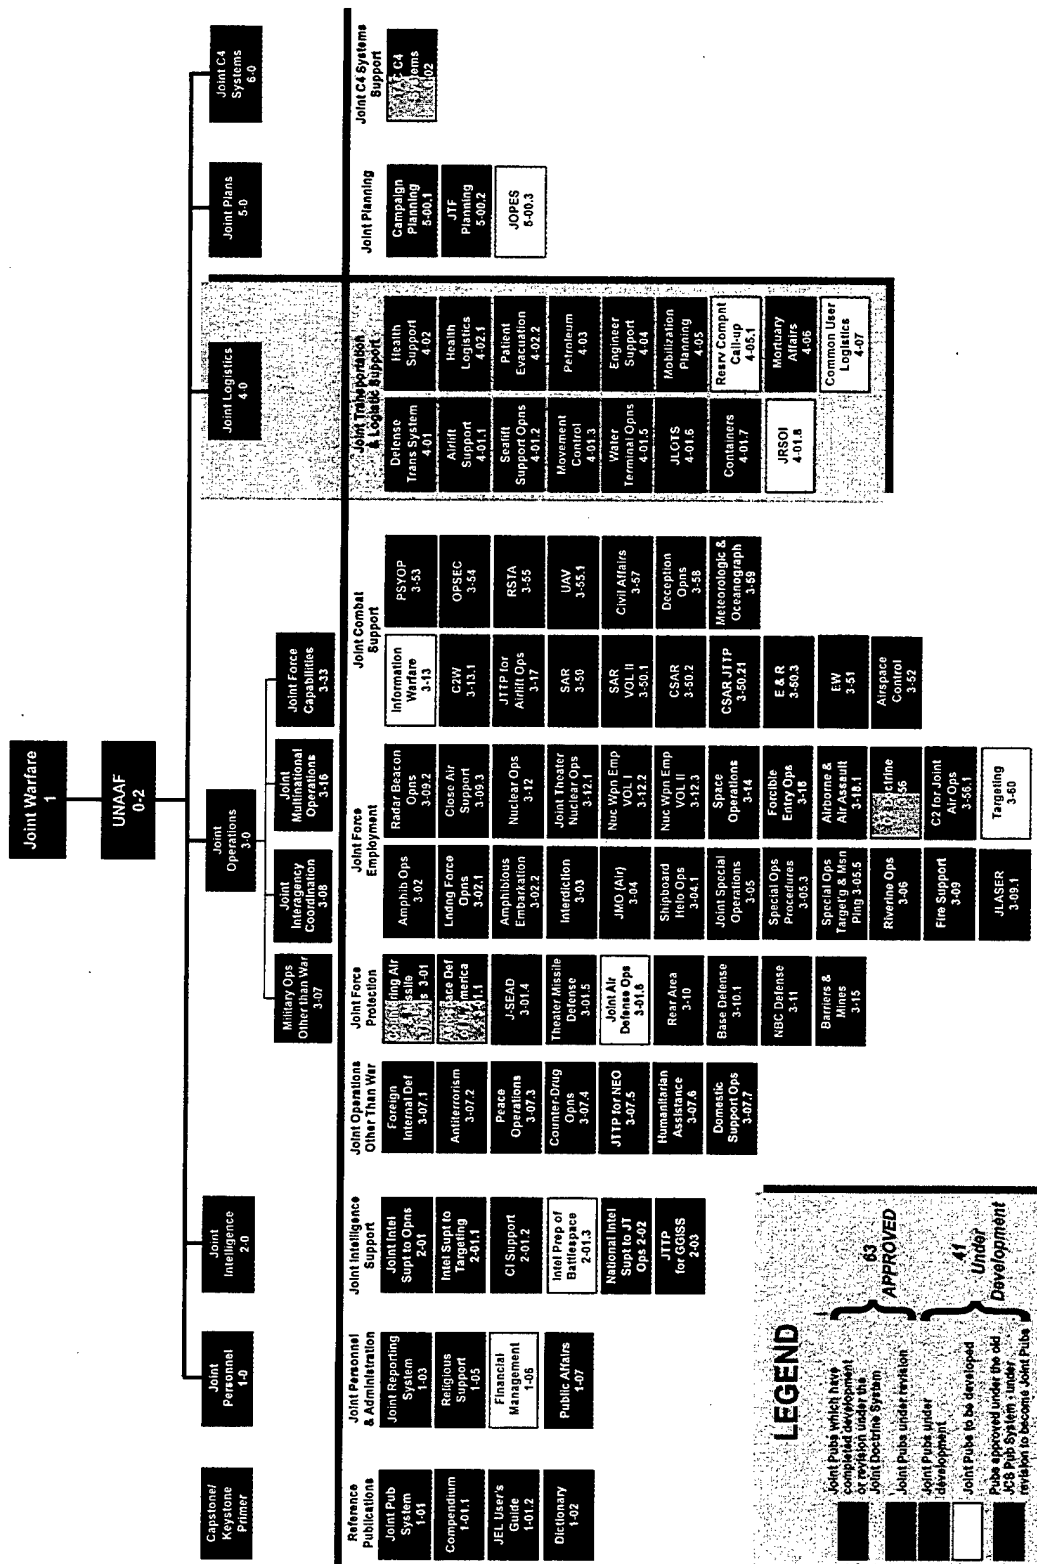 Joint Warfare
1
UNAAF
0-2
Capstone/
Keystone
Primer
Joint
Personnel
1-0
Joint
Intelligence
2-0
Joint
Operations
3-0
Joint Logistics
4-0
Joint Plans
5-0
Joint C4
Systems
6-0
Military Ops
Other than War
3-07
Joint
Interagency
Coordination
3-08
Joint
Multinational
Operations
3-16
Joint Force
Capabilities
3-33
Reference
Publications
Joint Pub
System
1-01
Compendium
1-01.1
JEL User's
Guide
1-01.2
Dictionary
1-02
Joint Personnel
& Administration
Joint Reporting
System
1-03
Religious
Support
1-05
Financial
Management
1-06
Public Affairs
1-07
Joint Intelligence
Support
Joint Intel
Supt to Opns
2-01
Intel Supt to
Targeting
2-01.1
CI Support
2-01.2
Intel Prep of
Battlespace
2-01.3
National Intel
Supt to JT
Ops 2-02
JTTP
for GGISS
2-03
Joint Operations
Other Than War
Foreign
Internal Def
3-07.1
Antiterrorism
3-07.2
Peace
Operations
3-07.3
Counter-Drug
Opns
3-07.4
JTTP for NEO
3-07.5
Humanitarian
Assistance
3-07.6
Domestic
Support Ops
3-07.7
Joint Force
Protection
Air
Missile
3-01
Def
America
3-01.1
J-SEAD
3-01.4
Theater Missile
Defense
3-01.5
Joint Air
Defense Ops
3-01.6
Rear Area
3-10
Base Defense
3-10.1
NBC Defense
3-11
Barriers &
Mines
3-15
Joint Force
Employment
Amphib Ops
3-02
Lndng Force
Opns
3-02.1
Amphibious
Embarkation
3-02.2
Interdiction
3-03
JMO (Air)
3-04
Shipboard
Helo Ops
3-04.1
Joint Special
Operations
3-05
Special Ops
Procedures
3-05.3
Special Ops
Target'g & Msn
Plng 3-05.5
Riverine Ops
3-06
Fire Support
3-09
JLASER
3-09.1
Radar Beacon
Opns
3-09.2
Close Air
Support
3-09.3
Nuclear Ops
3-12
Joint Theater
Nuclear Ops
3-12.1
Nuc Wpn Emp
VOL I
3-12.2
Nuc Wpn Emp
VOL II
3-12.3
Space
Operations
3-14
Forcible
Entry Ops
3-18
Airborne &
Air Assault
3-18.1
C2 Doctrine
56
C2 for Joint
Air Ops
3-56.1
Targeting
3-60
Joint Combat
Support
Information
Warfare
3-13
C2W
3-13.1
JTTP for
Airlift Ops
3-17
SAR
3-50
SAR
VOL II
3-50.1
CSAR
3-50.2
CSAR JTTP
3-50.21
E & R
3-50.3
EW
3-51
Airspace
Control
3-52
PSYOP
3-53
OPSEC
3-54
RSTA
3-55
UAV
3-55.1
Civil Affairs
3-57
Deception
Opns
3-58
Meteorologic &
Oceanograph
3-59
Joint Transportation
& Logistic Support
Defense
Trans System
4-01
Airlift
Support
4-01.1
Sealift
Support Opns
4-01.2
Movement
Control
4-01.3
Water
Terminal Opns
4-01.5
JLOTS
4-01.6
Containers
4-01.7
JRSOI
4-01.8
Health
Support
4-02
Health
Logistics
4-02.1
Patient
Evacuation
4-02.2
Petroleum
4-03
Engineer
Support
4-04
Mobilization
Planning
4-05
Resrv Compnt
Call-up
4-05.1
Mortuary
Affairs
4-06
Common User
Logistics
4-07
Joint Planning
Campaign
Planning
5-00.1
JTF
Planning
5-00.2
JOPES
5-00.3
Joint C4 Systems
Support
C4
Systems
02
LEGEND
Joint Pubs which have
completed development
or revision under the
Joint Doctrine System
Joint Pubs under revision
Joint Pubs under
development
Joint Pubs to be developed
Pubs approved under the old
JCS Pub System - under
revision to become Joint Pubs
63
APPROVED
41
Under
Development